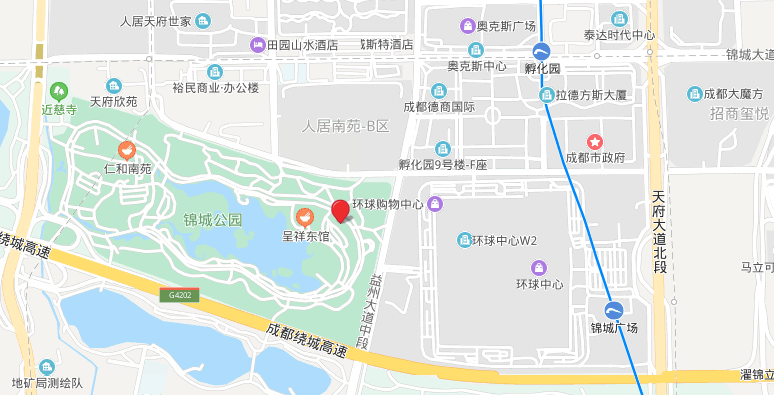 人居天府世家
奥克斯广场
泰达时代中心
田园山水酒店
威斯特酒店
锦城大道
奥克斯中心
孵化园
裕民商业-办公楼
天府欣苑
近慈寺
成都德商国际
拉德方斯大厦
成都大魔方
招商玺悦
人居南苑-B区
成都市政府
孵化园9号楼-F座
仁和南苑
环球购物中心
天府大道北段
锦城公园
呈祥东馆
环球中心W2
绕城高速
马立可
益州大道中段
环球中心
G4202
成都绕城高速
锦城广场
地矿局测绘队
濯锦立